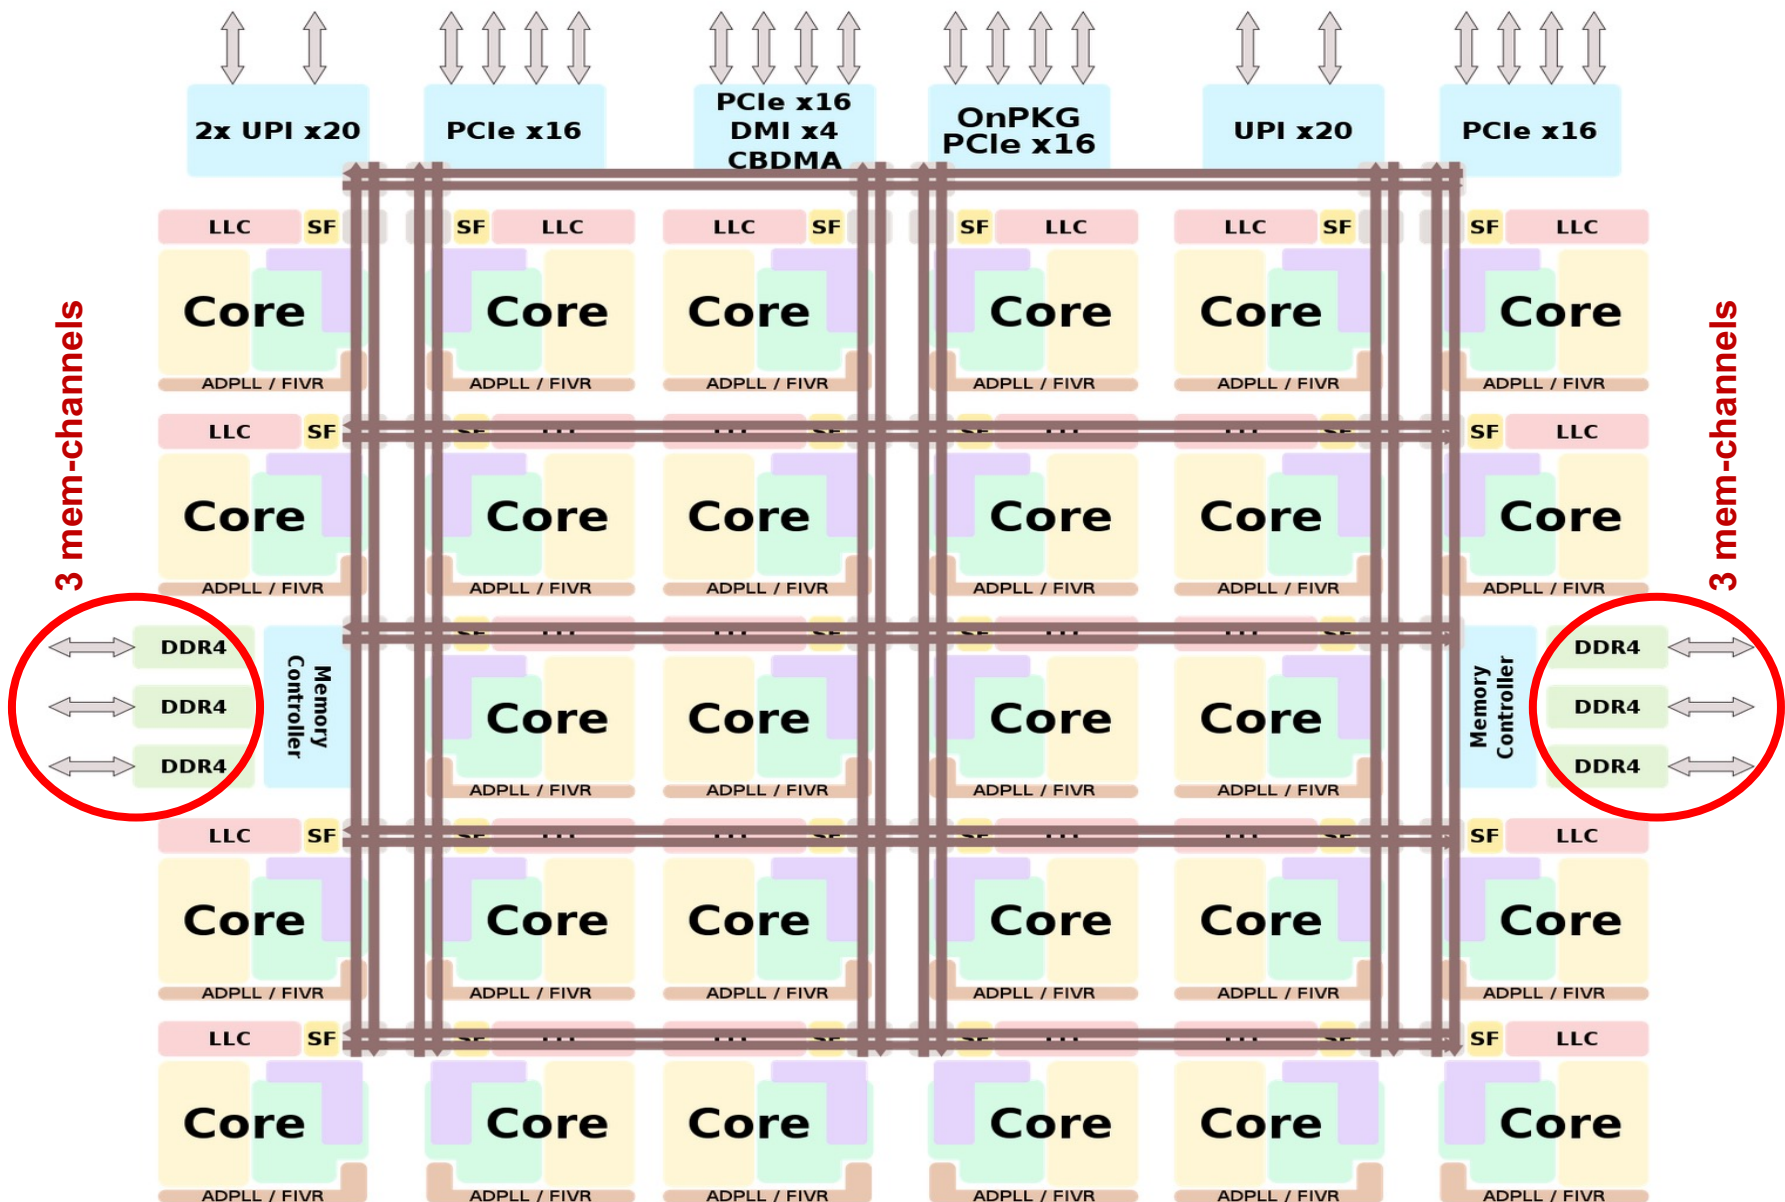 2x UPI x20
PCIe x16
PCIe x16
DMI x4
CBDMA
OnPKG
PCIe x16
UPI x20
PCIe x16
LLC SF SF LLC LLC SF SF LLC LLC SF SF LLC
Core Core Core Core Core Core
ADPLL / FIVR ADPLL / FIVR ADPLL / FIVR ADPLL / FIVR ADPLL / FIVR ADPLL / FIVR
3 mem-channels
3 mem-channels
LLC SF SF LLC
Core Core Core Core Core Core
ADPLL / FIVR ADPLL / FIVR ADPLL / FIVR ADPLL / FIVR ADPLL / FIVR ADPLL / FIVR
DDR4
DDR4
DDR4
Memory
Controller
Core Core Core Core
ADPLL / FIVR ADPLL / FIVR ADPLL / FIVR ADPLL / FIVR
Memory
Controller
DDR4
DDR4
DDR4
LLC SF SF LLC
Core Core Core Core Core Core
ADPLL / FIVR ADPLL / FIVR ADPLL / FIVR ADPLL / FIVR ADPLL / FIVR ADPLL / FIVR
LLC SF SF LLC
Core Core Core Core Core Core
ADPLL / FIVR ADPLL / FIVR ADPLL / FIVR ADPLL / FIVR ADPLL / FIVR ADPLL / FIVR